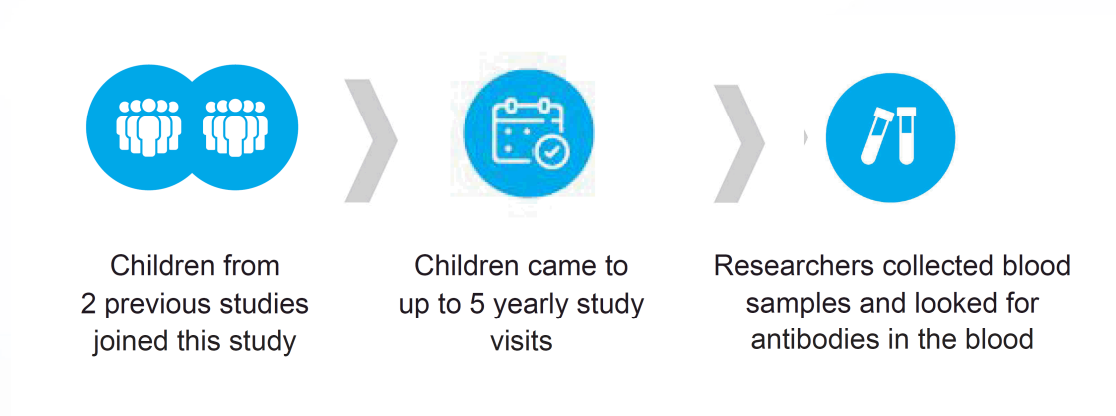 Children from
2 previous studies
joined this study
Children came to
up to 5 yearly study
visits
Researchers collected blood
samples and looked for
antibodies in the blood